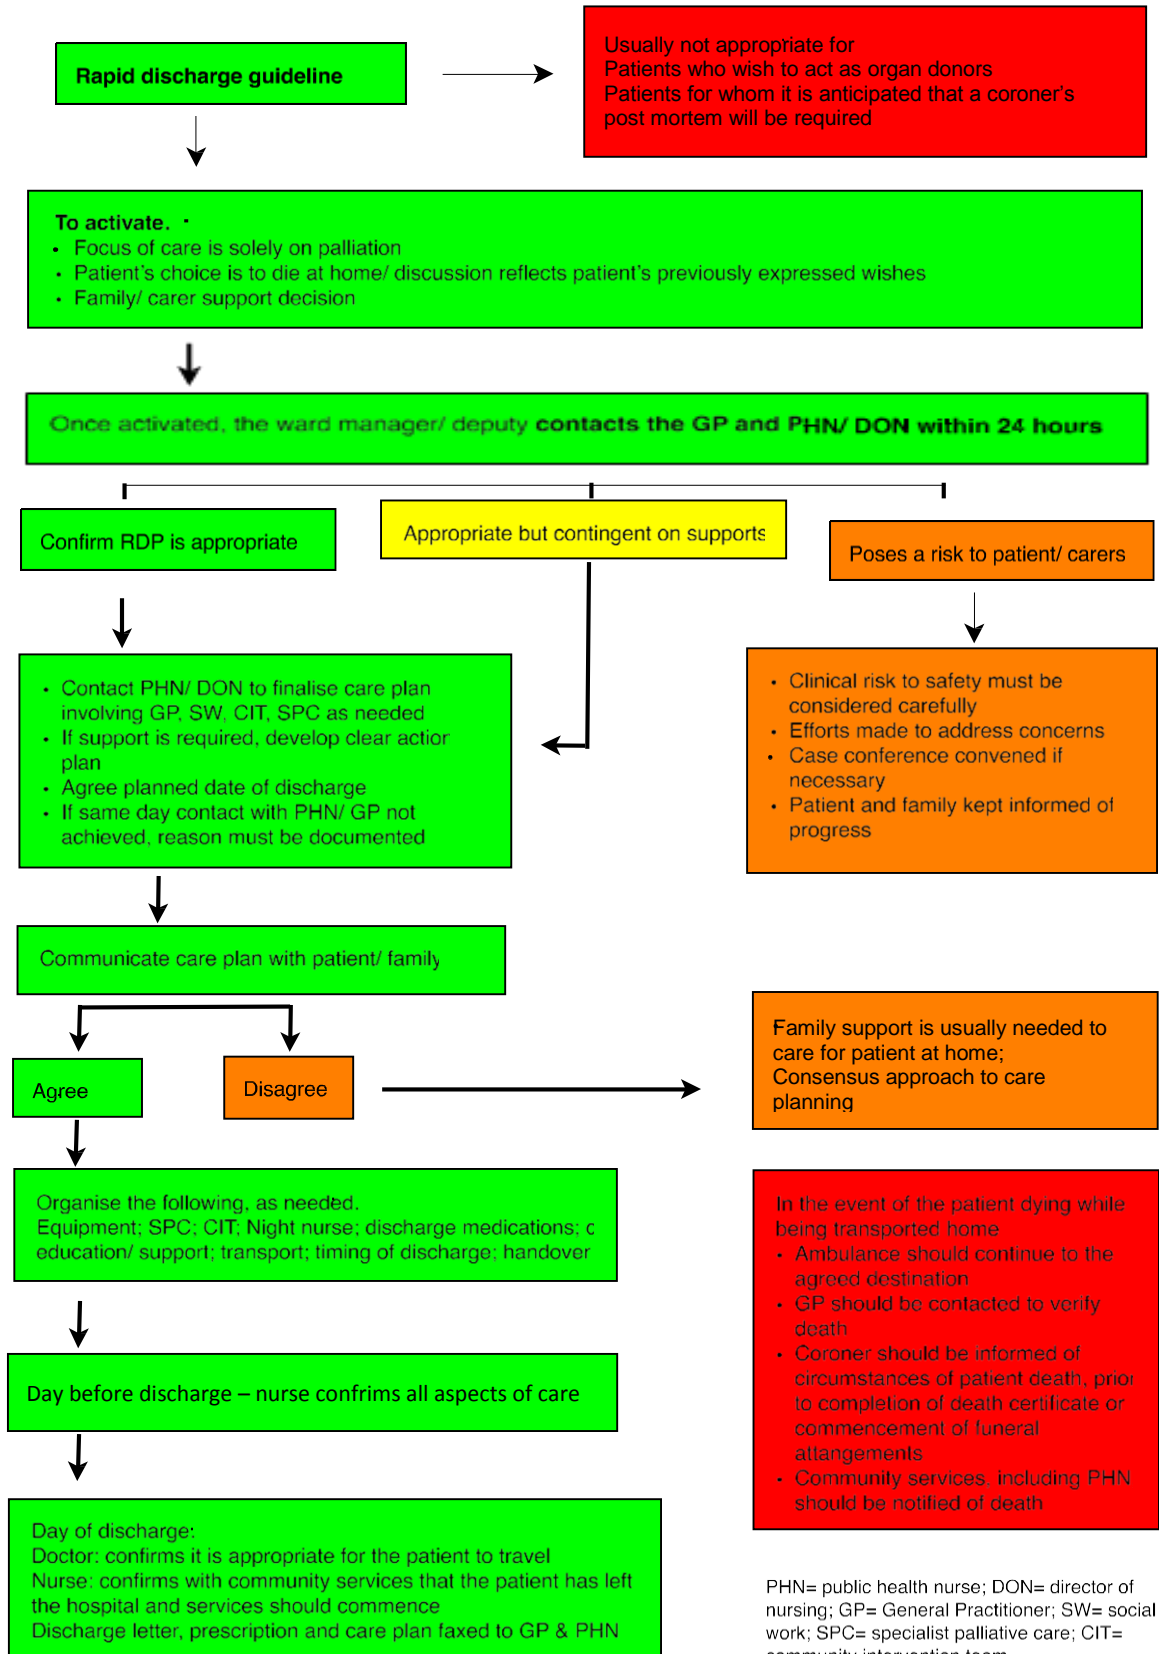 Rapid discharge guideline
Usually not appropriate for
Patients who wish to act as organ donors
Patients for whom it is anticipated that a coroner's
post mortem will be required
To activate.
• Focus of care is solely on palliation
• Patient's choice is to die at home/ discussion reflects patient's previously expressed wishes
• Family/ carer support decision
Once activated, the ward manager/ deputy contacts the GP and PHN/ DON within 24 hours
Confirm RDP is appropriate
Appropriate but contingent on supports
Poses a risk to patient/ carers
• Contact PHN/ DON to finalise care plan
involving GP, SW, CIT, SPC as needed
• If support is required, develop clear action
plan
• Agree planned date of discharge
• If same day contact with PHN/ GP not
achieved, reason must be documented
• Clinical risk to safety must be
considered carefully
• Efforts made to address concerns
• Case conference convened if
necessary
• Patient and family kept informed of
progress
Communicate care plan with patient/ family
Agree
Disagree
Family support is usually needed to
care for patient at home;
Consensus approach to care
planning
Organise the following, as needed.
Equipment; SPC; CIT; Night nurse; discharge medications;
education/ support; transport; timing of discharge; handover
Day before discharge – nurse confrims all aspects of care
Day of discharge:
Doctor: confirms it is appropriate for the patient to travel
Nurse: confirms with community services that the patient has left
the hospital and services should commence
Discharge letter, prescription and care plan faxed to GP & PHN
In the event of the patient dying while
being transported home
• Ambulance should continue to the
agreed destination
• GP should be contacted to verify
death
• Coroner should be informed of
circumstances of patient death, prior
to completion of death certificate or
commencement of funeral
attangements
• Community services, including PHN
should be notified of death
PHN= public health nurse; DON= director of
nursing; GP= General Practitioner; SW= social
work; SPC= specialist palliative care; CIT=
community intervention team